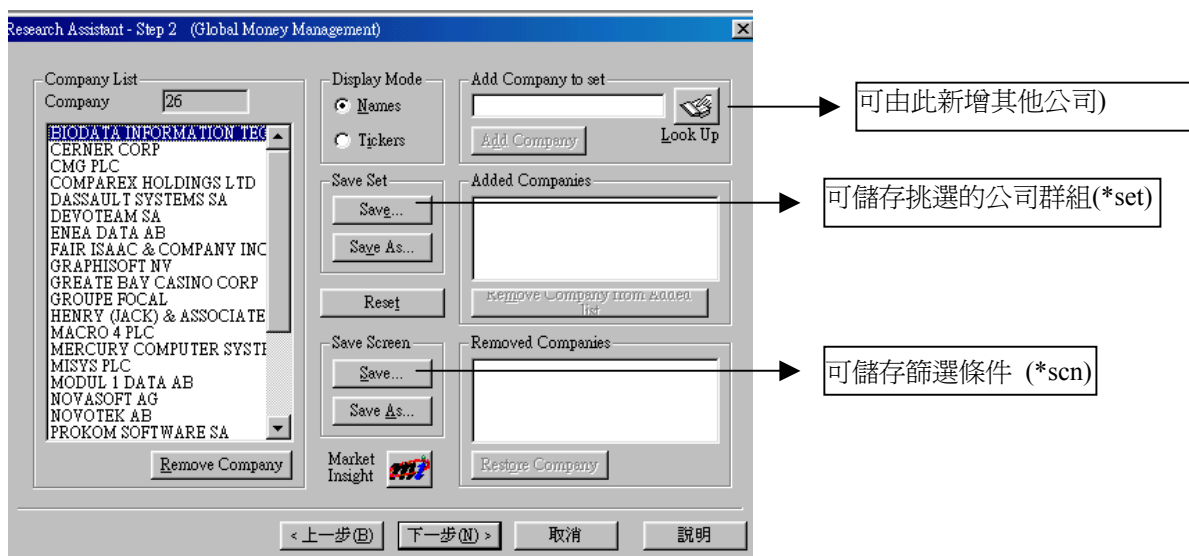 Research Assistant - Step 2 (Global Money Management)
Company List
Company 26
BIODATA INFORMATION TEC
CERNER CORP
CMG PLC
COMPAREX HOLDINGS LTD
DASSAULT SYSTEMS SA
DEVOTEAM SA
ENEA DATA AB
FAIR ISAAC & COMPANY INC
GRAPHISOFT NV
GREATE BAY CASINO CORP
GROUPE FOCAL
HENRY (JACK) & ASSOCIATE
MACRO 4 PLC
MERCURY COMPUTER SYSTE
MISYS PLC
MODUL 1 DATA AB
NOVASOFT AG
NOVOTEK AB
PROKOM SOFTWARE SA
Remove Company
Display Mode
Names
Tickers
Save Set
Save...
Save As...
Reset
Save Screen
Save...
Save As...
Market
Insight
Add Company to set
Add Company
Look Up
Added Companies
Remove Company from Added
list
Removed Companies
Restore Company
<上一步(B)
下一步(N) >
取消
說明
可由此新增其他公司)
可儲存挑選的公司群組(*set)
可儲存篩選條件 (*scn)